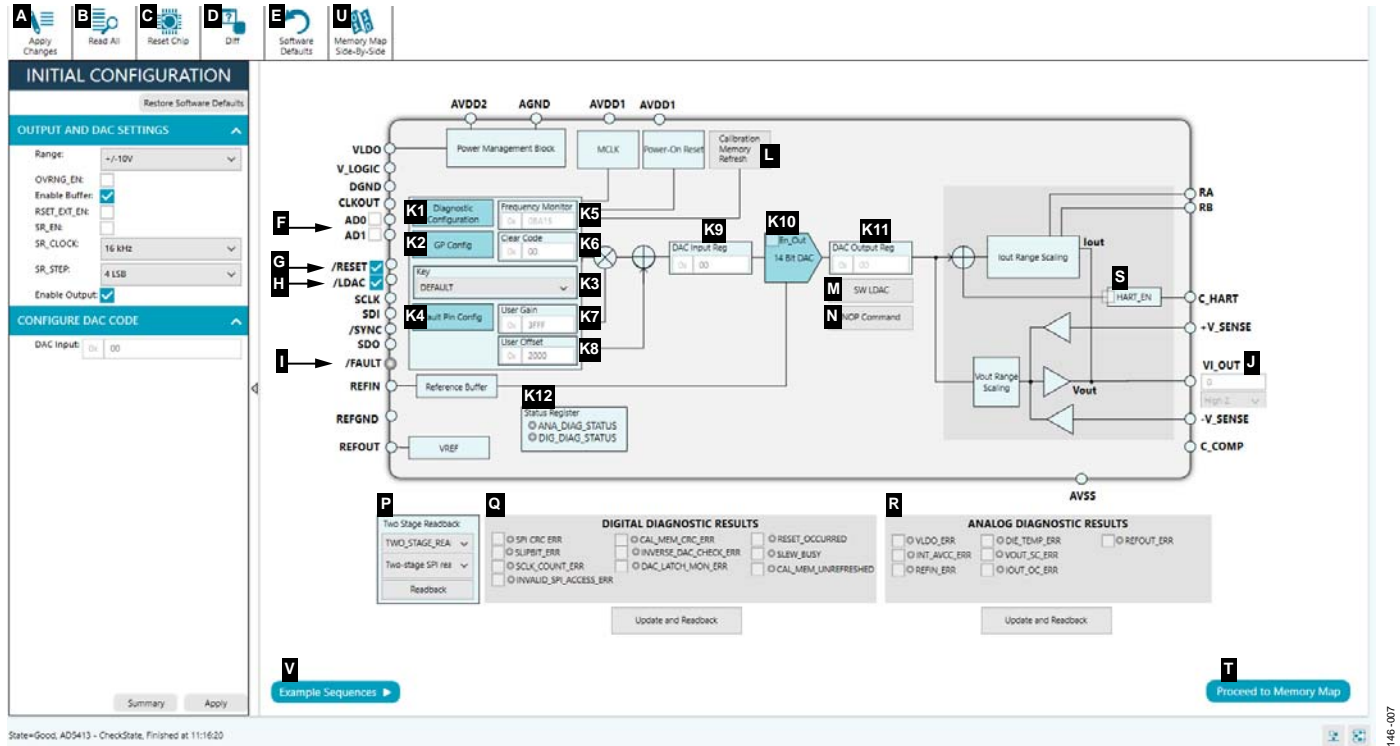 A
B
C
D
E
U
Apply Changes
Read All
Reset Chip
Diff
Software Defaults
Memory Map Side-By-Side
INITIAL CONFIGURATION
Restore Software Defaults
OUTPUT AND DAC SETTINGS
Range: +/-10V
OVRNG_EN:
Enable Buffer:
RSET_EXT_EN:
SR_EN:
SR_CLOCK: 16 kHz
SR_STEP: 4 LSB
Enable Output:
CONFIGURE DAC CODE
DAC Input: 0x 00
Summary
Apply
AVDD2
AGND
AVDD1
AVDD1
VLDO
V_LOGIC
DGND
CLKOUT
F
AD0
AD1
G
/RESET
H
/LDAC
SCLK
SDI
/SYNC
SDO
I
/FAULT
REFIN
REFGND
REFOUT
Power Management Block
MCLK
Power-On Reset
Calibration Memory Refresh
L
K1
Diagnostic Configuration
Frequency Monitor
0x 08A15
K5
K2
GP Config
Clear Code
0x 00
K6
Key
DEFAULT
K3
K4
ault Pin Config
User Gain
0x 3FFF
K7
User Offset
0x 2000
K8
Reference Buffer
VREF
K12
Status Register
ANA_DIAG_STATUS
DIG_DIAG_STATUS
K9
DAC Input Reg
0x 00
K10
En_Out
14 Bit DAC
K11
DAC Output Reg
0x 00
M
SW LDAC
N
NOP Command
Iout
Iout Range Scaling
S
HART_EN
Vout Range Scaling
Vout
RA
RB
C_HART
+V_SENSE
VI_OUT
J
0
High Z
-V_SENSE
C_COMP
AVSS
P
Two Stage Readback
TWO_STAGE_REA
Two-stage SPI rea
Readback
Q
DIGITAL DIAGNOSTIC RESULTS
SPI CRC ERR
SLIPBIT_ERR
SCLK_COUNT_ERR
INVALID_SPI_ACCESS_ERR
CAL_MEM_CRC_ERR
INVERSE_DAC_CHECK_ERR
DAC_LATCH_MON_ERR
RESET_OCCURRED
SLEW_BUSY
CAL_MEM_UNREFRESHED
Update and Readback
R
ANALOG DIAGNOSTIC RESULTS
VLDO_ERR
INT_AVCC_ERR
REFIN_ERR
DIE_TEMP_ERR
VOUT_SC_ERR
IOUT_OC_ERR
REFOUT_ERR
Update and Readback
V
Example Sequences
T
Proceed to Memory Map
State=Good, AD5413 - CheckState, Finished at 11:16:20
146-007